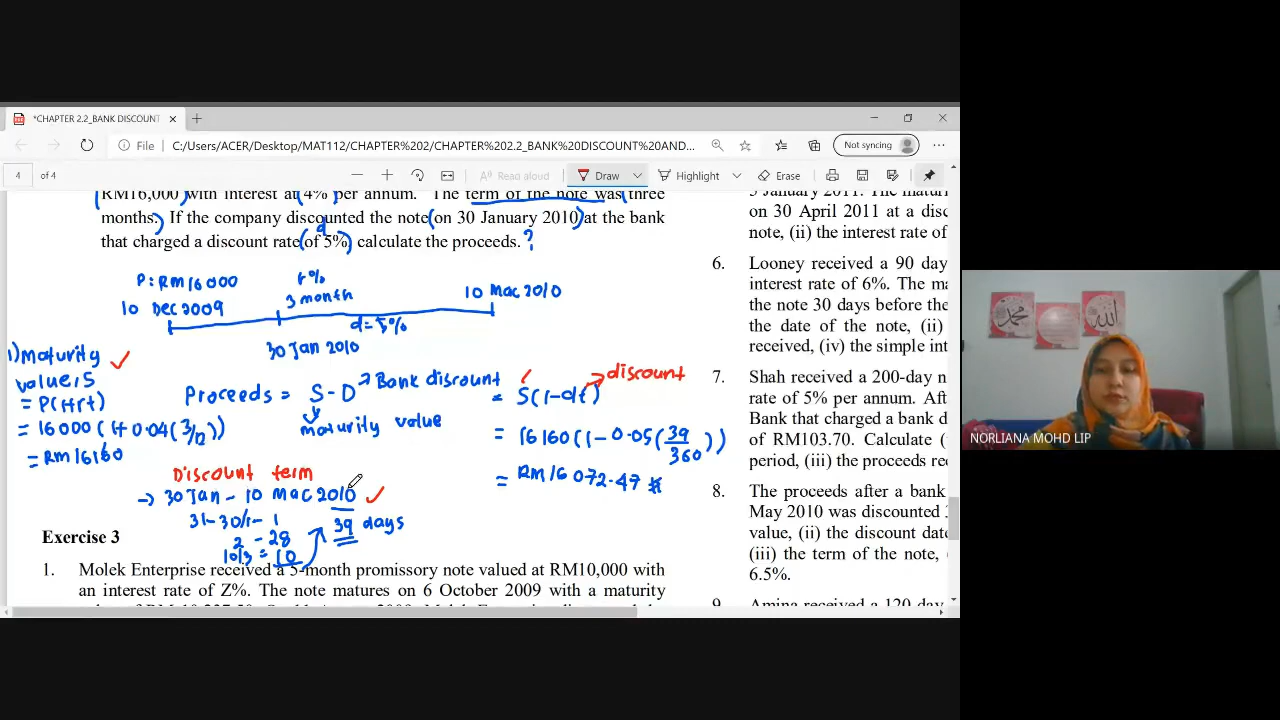 *CHAPTER 2.2_BANK DISCOUNT
File
C:/Users/ACER/Desktop/MAT112/CHAPTER%202/CHAPTER%202.2_BANK%20DISCOUNT%20AND...
Not syncing
4 of 4
Read aloud
Draw
Highlight
Erase
RM16,000 with interest at 4% per annum. The term of the note was three
months. If the company discounted the note on 30 January 2010 at the bank
d
that charged a discount rate of 5% calculate the proceeds. ?
P: RM16000
10 Dec 2009
3 month
10 Mac 2010
d=5%
30 Jan 2010
1) Maturity
value, S
= P(1+rt)
= 16000(1+0.04(3/12))
= RM16160
Proceeds = S-D
Bank discount
maturity value
= S(1-dt)
discount
= 16160(1-0.05(39/360))
= RM16072.47
Discount term
→ 30 Jan - 10 Mac 2010
31-30/1- 1
2 - 28
10/3 = 10
39 days
Exercise 3
1. Molek Enterprise received a 5-month promissory note valued at RM10,000 with
an interest rate of Z%. The note matures on 6 October 2009 with a maturity
on 30 April 2011 at a disc
note, (ii) the interest rate of
6. Looney received a 90 day
interest rate of 6%. The ma
the note 30 days before the
the date of the note, (ii)
received, (iv) the simple int
7. Shah received a 200-day n
rate of 5% per annum. Aft
Bank that charged a bank d
of RM103.70. Calculate (
period, (iii) the proceeds rec
8. The proceeds after a bank
May 2010 was discounted 3
value, (ii) the discount date
(iii) the term of the note,
6.5%.
9. Amina received a 120 day
NORLIANA MOHD LIP
محمد
الله